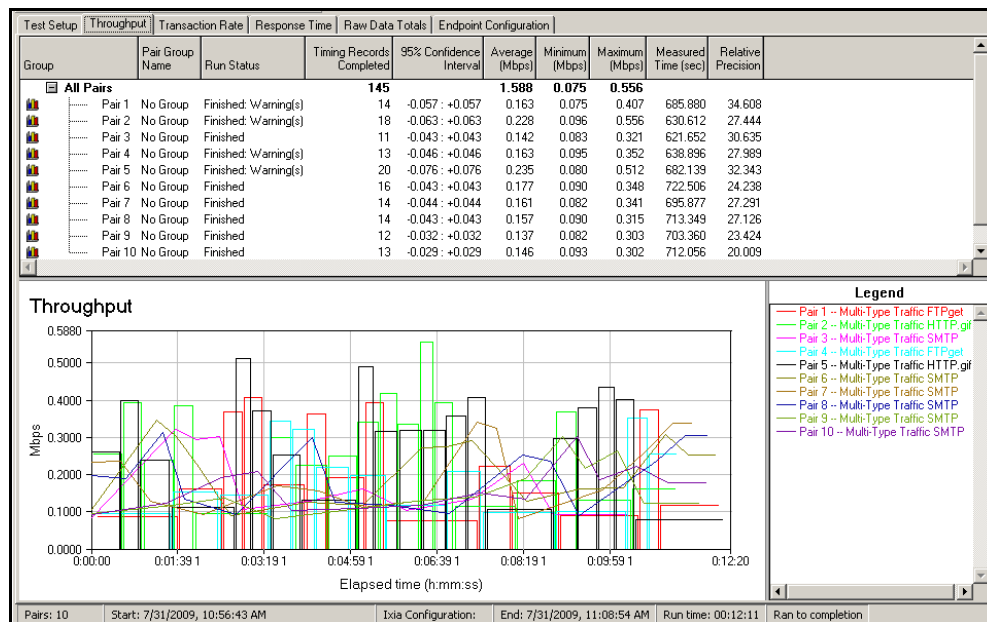 Test Setup Throughput Transaction Rate Response Time Raw Data Totals Endpoint Configuration
Group Pair Group Name Run Status Timing Records Completed 95% Confidence Interval Average (Mbps) Minimum (Mbps) Maximum (Mbps) Measured Time (sec) Relative Precision
All Pairs 145 1.588 0.075 0.556
Pair 1 No Group Finished: Warning(s) 14 -0.057 : +0.057 0.163 0.075 0.407 685.880 34.608
Pair 2 No Group Finished: Warning(s) 18 -0.063 : +0.063 0.228 0.096 0.556 630.612 27.444
Pair 3 No Group Finished 11 -0.043 : +0.043 0.142 0.083 0.321 621.652 30.635
Pair 4 No Group Finished: Warning(s) 13 -0.046 : +0.046 0.163 0.095 0.352 638.896 27.989
Pair 5 No Group Finished: Warning(s) 20 -0.076 : +0.076 0.235 0.080 0.512 682.139 32.343
Pair 6 No Group Finished 16 -0.043 : +0.043 0.177 0.090 0.348 722.506 24.238
Pair 7 No Group Finished 14 -0.044 : +0.044 0.161 0.082 0.341 695.877 27.291
Pair 8 No Group Finished 14 -0.043 : +0.043 0.157 0.090 0.315 713.349 27.126
Pair 9 No Group Finished 12 -0.032 : +0.032 0.137 0.082 0.303 703.360 23.424
Pair 10 No Group Finished 13 -0.029 : +0.029 0.146 0.093 0.302 712.056 20.009
Throughput
0.5880
0.5000
0.4000
0.3000
0.2000
0.1000
0.0000
Mbps
0:00:00 0:01:39 1 0:03:19 1 0:04:59 1 0:06:39 1 0:08:19 1 0:09:59 1 0:12:20
Elapsed time (h:mm:ss)
Legend
Pair 1 -- Multi-Type Traffic FTPget
Pair 2 -- Multi-Type Traffic HTTP.gif
Pair 3 -- Multi-Type Traffic SMTP
Pair 4 -- Multi-Type Traffic FTPget
Pair 5 -- Multi-Type Traffic HTTP.gif
Pair 6 -- Multi-Type Traffic SMTP
Pair 7 -- Multi-Type Traffic SMTP
Pair 8 -- Multi-Type Traffic SMTP
Pair 9 -- Multi-Type Traffic SMTP
Pair 10 -- Multi-Type Traffic SMTP
Pairs: 10 Start: 7/31/2009, 10:56:43 AM Ixia Configuration: End: 7/31/2009, 11:08:54 AM Run time: 00:12:11 Ran to completion